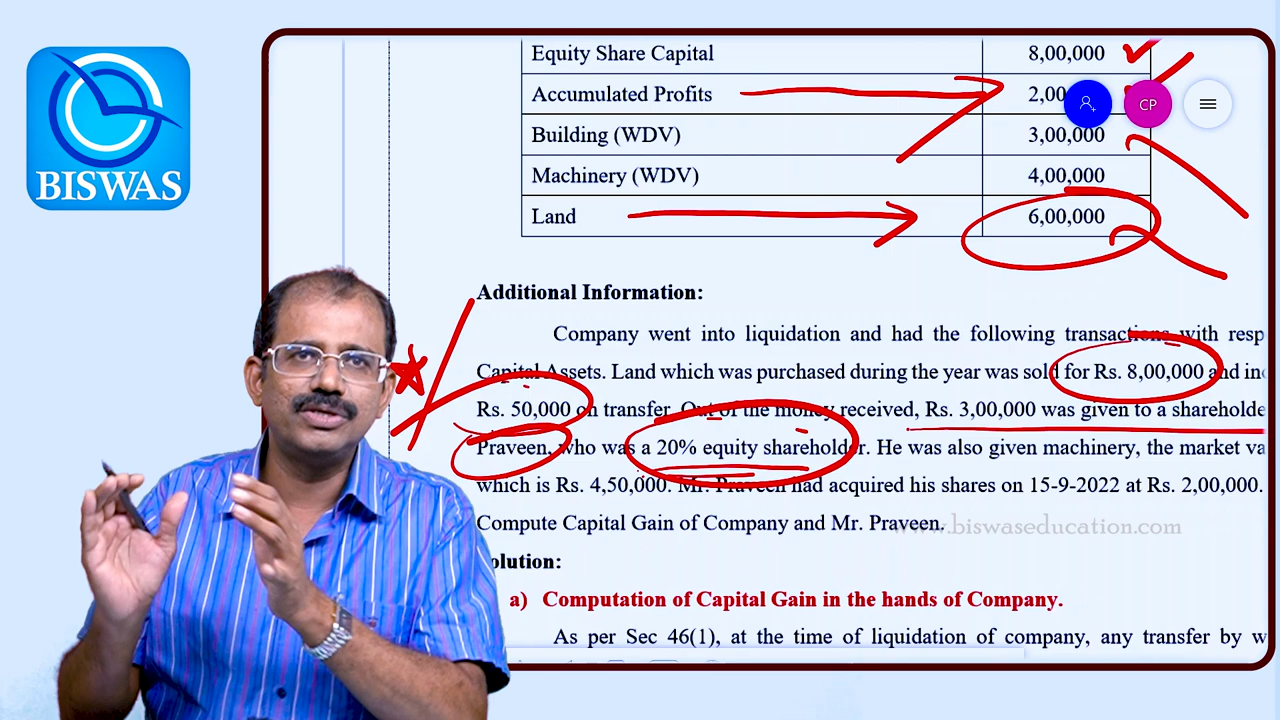 BISWAS
Equity Share Capital 8,00,000
Accumulated Profits 2,00
CP
Building (WDV) 3,00,000
Machinery (WDV) 4,00,000
Land 6,00,000
Additional Information:
Company went into liquidation and had the following transactions with resp
Capital Assets. Land which was purchased during the year was sold for Rs. 8,00,000 and in
Rs. 50,000 on transfer. Out of the money received, Rs. 3,00,000 was given to a shareholde
Praveen, who was a 20% equity shareholder. He was also given machinery, the market va
which is Rs. 4,50,000. Mr. Praveen had acquired his shares on 15-9-2022 at Rs. 2,00,000.
Compute Capital Gain of Company and Mr. Praveen.
www.biswaseducation.com
olution:
a) Computation of Capital Gain in the hands of Company.
As per Sec 46(1), at the time of liquidation of company, any transfer by w